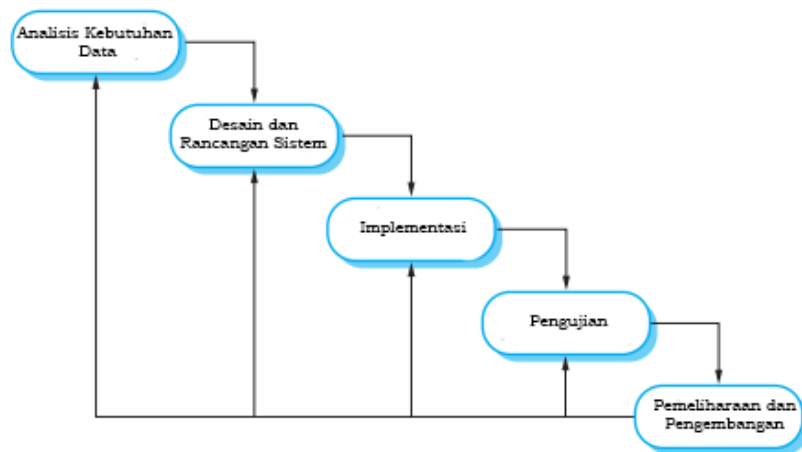 Analisis Kebutuhan
Data
Desain dan
Rancangan Sistem
Implementasi
Pengujian
Pemeliharaan dan
Pengembangan